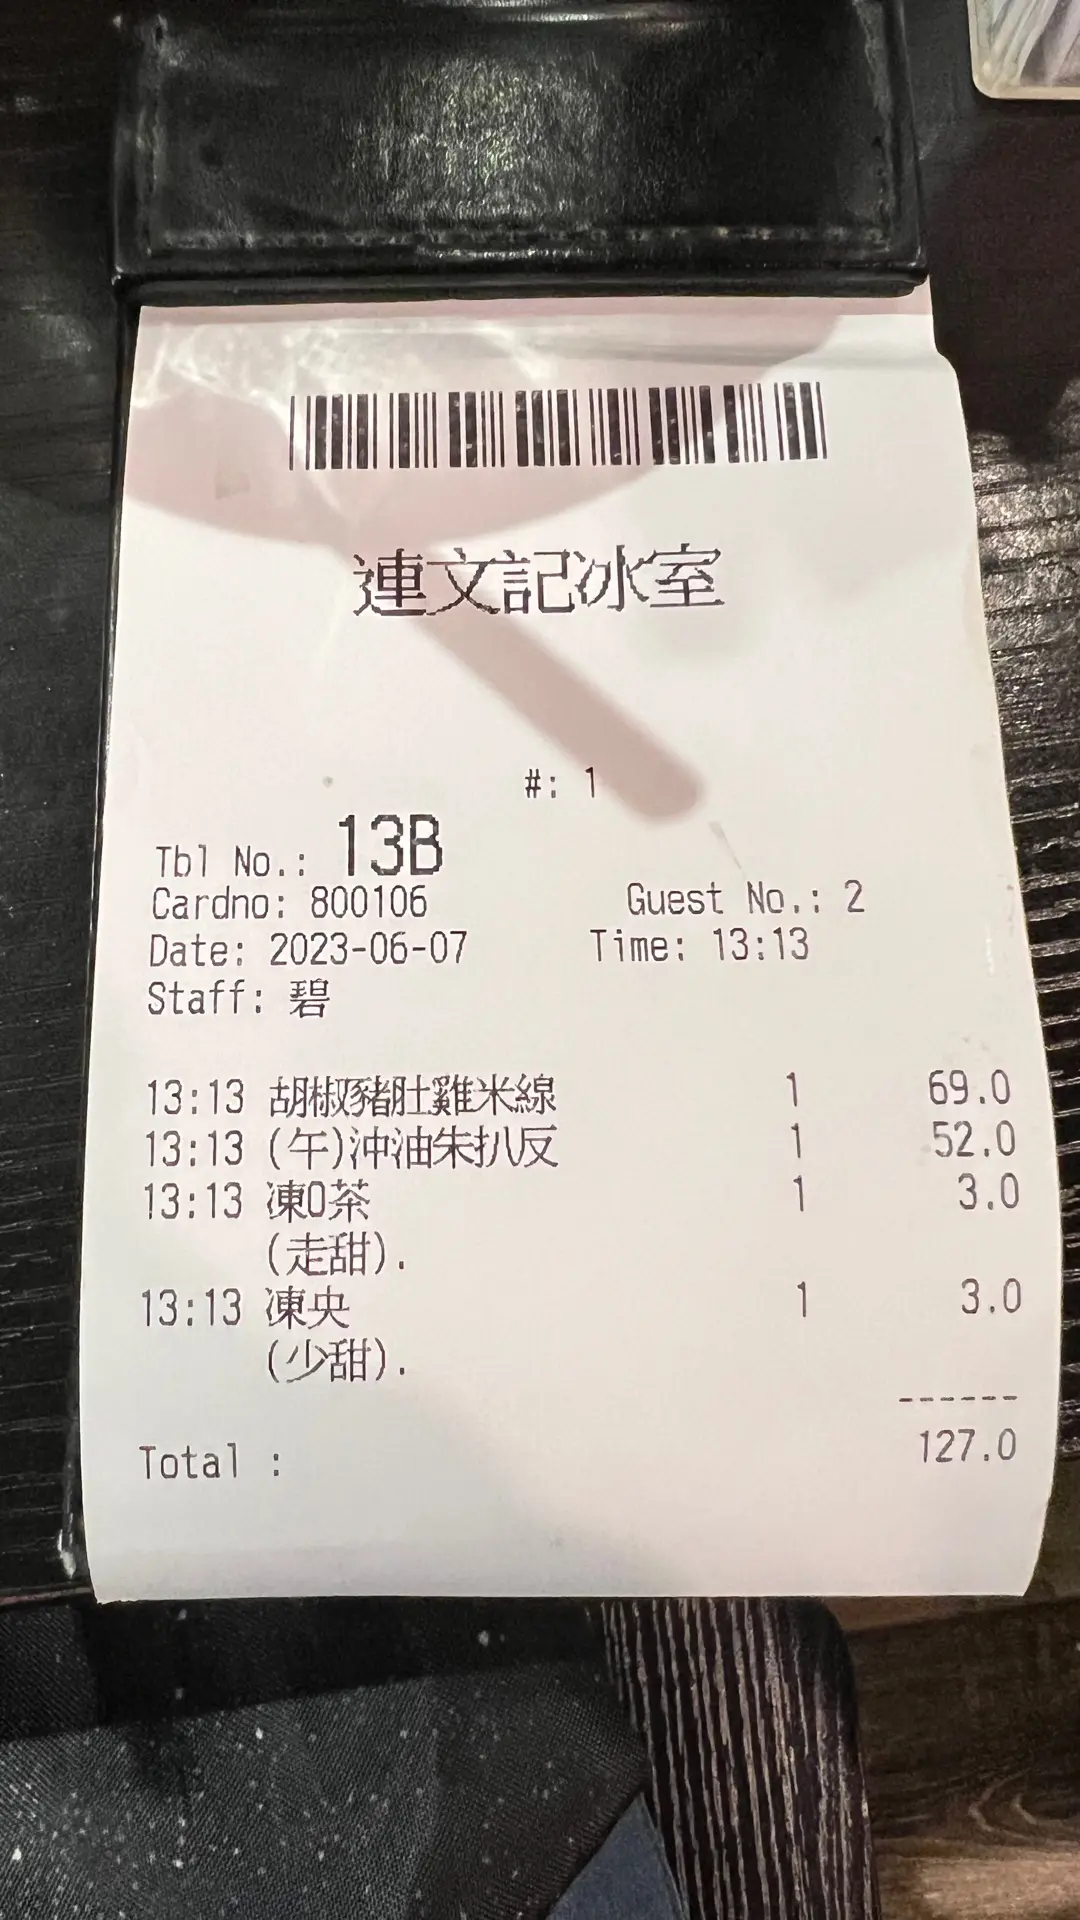 連文記冰室
#: 1
Tbl No.: 13B
Cardno: 800106 Guest No.: 2
Date: 2023-06-07 Time: 13:13
Staff: 碧
13:13 胡椒豬肚雞米線 1 69.0
13:13 (午)沖油朱扒反 1 52.0
13:13 凍0茶 1 3.0
(走甜).
13:13 凍央 1 3.0
(少甜).
------
Total : 127.0